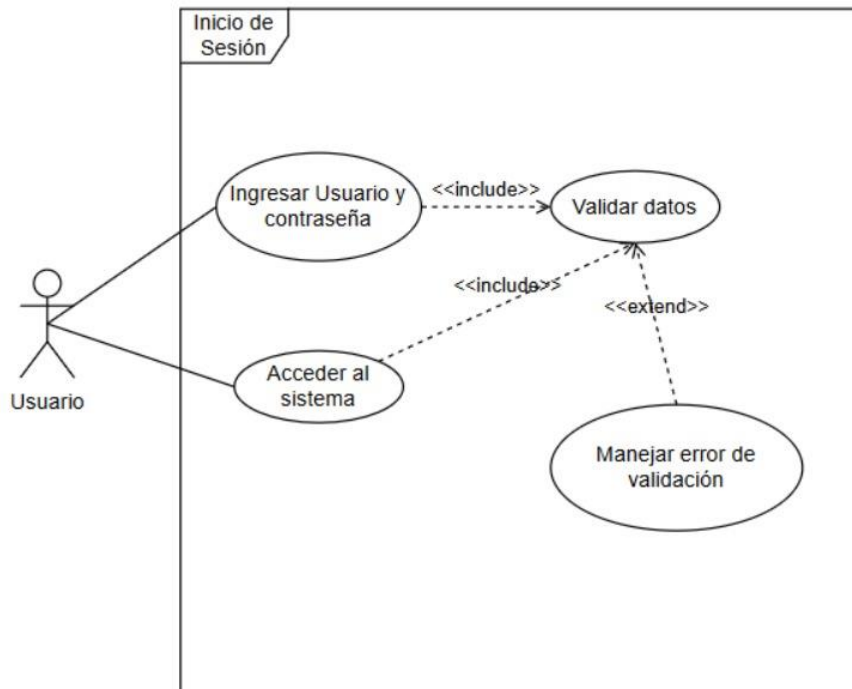 Inicio de
Sesión
Ingresar Usuario y
contraseña
<<include>>
Validar datos
<<include>>
<<extend>>
Usuario
Acceder al
sistema
Manejar error de
validación